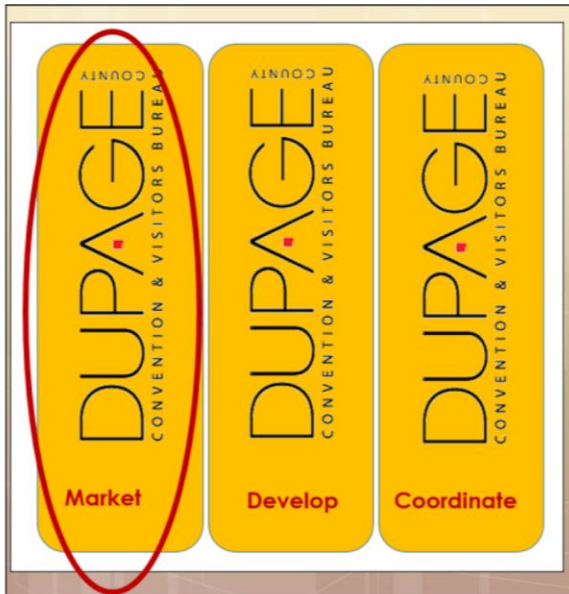 DUPAGE
COUNTY
CONVENTION & VISITORS BUREAU
Market
DUPAGE
COUNTY
CONVENTION & VISITORS BUREAU
Develop
DUPAGE
COUNTY
CONVENTION & VISITORS BUREAU
Coordinate